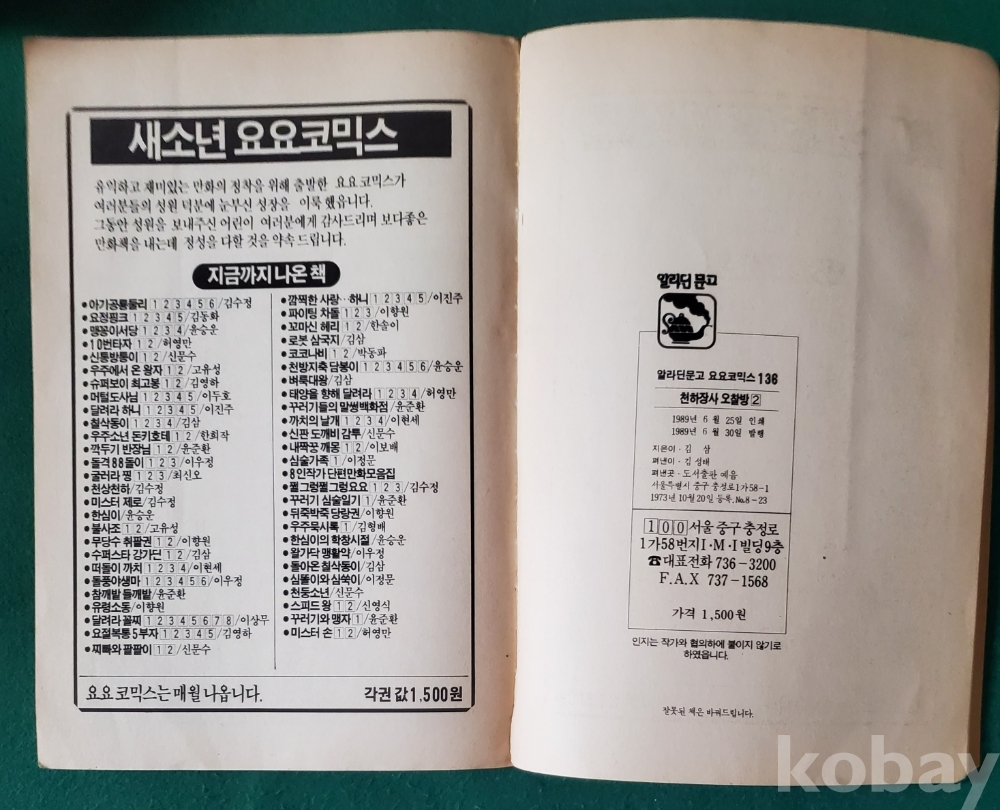 새소년 요요코믹스
유익하고 재미있는 만화의 정착을 위해 출발한 요요코믹스가
여러분들의 성원 덕분에 눈부신 성장을 이룩했읍니다.
그동안 성원을 보내주신 어린이 여러분에게 감사드리며 보다좋은
만화책을 내는데 정성을 다할 것을 약속드립니다.
지금까지 나온 책
•아기공룡둘리 1 2 3 4 5 6/김수정
•요정핑크 1 2 3 4 5/김동화
•맹꽁이서당 1 2 3 4/윤승운
•10번타자 1 2/허영만
•신통방통이 1 2/신문수
•우주에서 온 왕자 1 2/고유성
•슈퍼보이 최고봉 1 2/김영하
•머털도사님 1 2 3 4 5/이두호
•달려라 하니 1 2 3 4 5/이진주
•칠삭동이 1 2 3 4/김삼
•우주소년 돈키호테 1 2/한희작
•깍두기 반장님 1 2/윤준환
•돌격88돌이 1 2 3/이우정
•굴러라 핑 1 2 3/최신오
•천상천하/김수정
•미스터 제로/김수정
•한심이/윤승운
•불사조 1 2/고유성
•무당수 취팔권 1 2/이향원
•수퍼스타 강가딘 1 2/김삼
•떠돌이 까치 1 2 3 4/이현세
•돌풍야생마 1 2 3 4 5 6/이우정
•참깨밭 들깨밭/윤준환
•유령소동/이향원
•달려라 꼴찌 1 2 3 4 5 6 7 8/이상무
•요절복통5부자 1 2 3 4 5/김영하
•찌빠와 팔팔이 1 2/신문수
•깜찍한 사랑…하니 1 2 3 4 5/이진주
•파이팅 차돌 1 2 3/이향원
•꼬마신 헤리 1 2/한솔이
•로봇 삼국지/김삼
•코코나비 1 2/박동파
•천방지축 담봉이 1 2 3 4 5 6/윤승운
•벼룩대왕/김삼
•태양을 향해 달려라 1 2 3 4/허영만
•꾸러기들의 말썽백화점/윤준환
•까치의 날개 1 2 3 4/이현세
•신판 도깨비 감투/신문수
•내짝꿍 깨몽 1 2/이보배
•심술가족 1/이정문
•8인작가 단편만화모음집
•쩔그렁쩔그렁요요 1 2 3/김수정
•꾸러기 심술일기 1/윤준환
•뒤죽박죽 당랑권/이향원
•우주묵시록 1/김형배
•한심이의 학창시절/윤승운
•왈가닥 맹활약/이우정
•돌아온 칠삭동이/김삼
•심똘이와 심쑥이/이정문
•천둥소년/신문수
•스피드 왕 1 2/신영식
•꾸러기와 맹자 1/윤준환
•미스터 손 1 2/허영만
요요코믹스는 매월 나옵니다.
각권 값1.500원
알라딘 문고
알라딘문고 요요코믹스 136
천하장사 오찰방 2
1989년 6월 25일 인쇄
1989년 6월 30일 발행
지은이·김 삼
펴낸이·김성태
펴낸곳·도서출판 예음
서울특별시 중구 충정로1가58-1
1973년 10월20일 등록. No.8-23
1 0 0 서울 중구 충정로
1가58번지I·M·I빌딩9층
☎대표전화 736-3200
F.A.X 737-1568
가격 1,500원
인지는 작가와 협의하에 붙이지 않기로
하였읍니다.
잘못된 책은 바꿔드립니다.
kobay